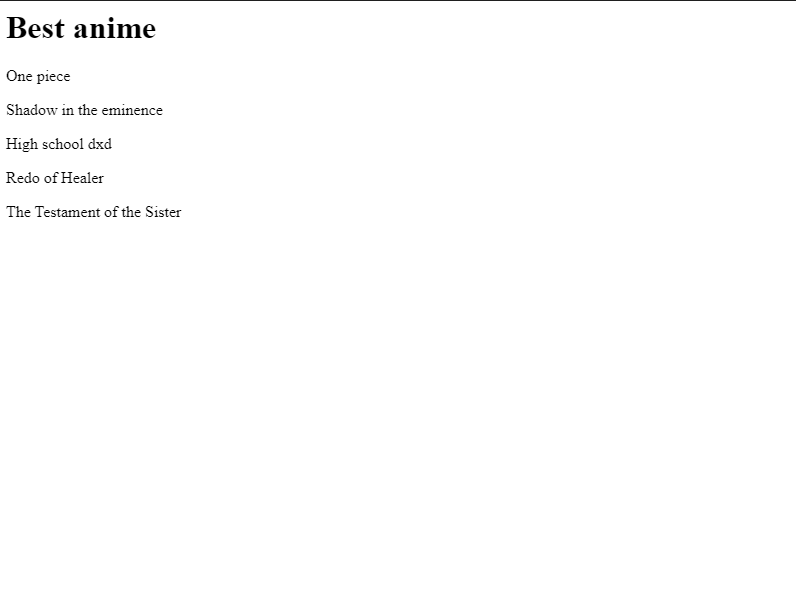 Best anime
One piece
Shadow in the eminence
High school dxd
Redo of Healer
The Testament of the Sister